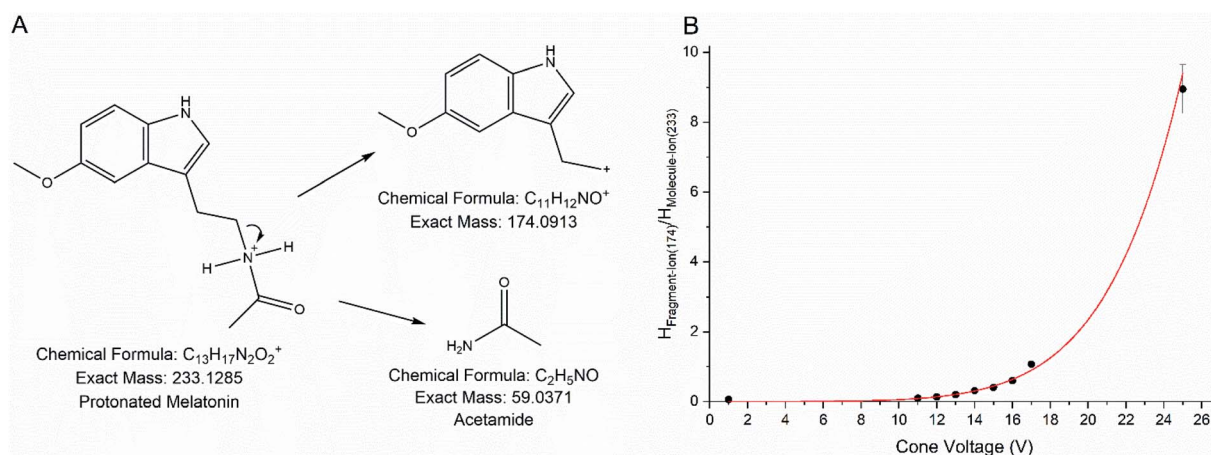 A
H
N
O
N
+
H
H
O
Chemical Formula: C₁₃H₁₇N₂O₂⁺
Exact Mass: 233.1285
Protonated Melatonin
H
N
O
+
Chemical Formula: C₁₁H₁₂NO⁺
Exact Mass: 174.0913
O
H₂N
Chemical Formula: C₂H₅NO
Exact Mass: 59.0371
Acetamide
B
H_Fragment-Ion(174)/H_Molecule-Ion(233)
10
8
6
4
2
0
0 2 4 6 8 10 12 14 16 18 20 22 24 26
Cone Voltage (V)